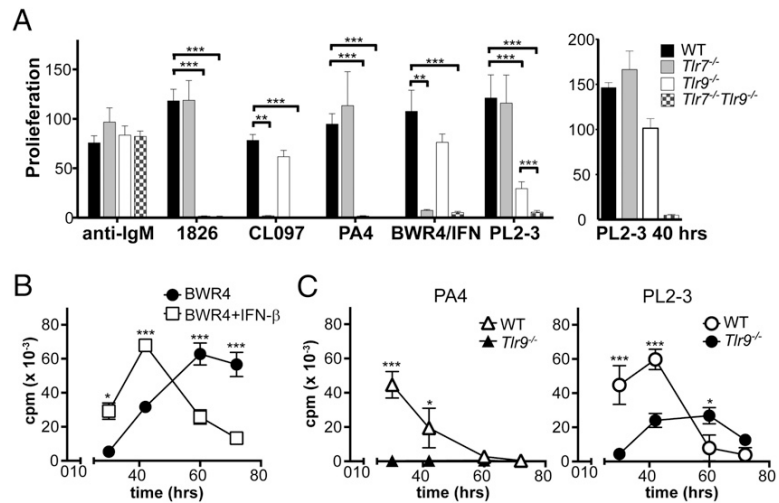 A
Prolieferation
150
100
50
0
*** *** *** ** *** *** ** *** *** *** ***
anti-IgM 1826 CL097 PA4 BWR4/IFN PL2-3
200
150
100
50
0
WT
Tlr7-/-
Tlr9-/-
Tlr7-/-Tlr9-/-
PL2-3 40 hrs
B
BWR4
BWR4+IFN-β
cpm (x 10-3)
80
60
40
20
0
* *** *** ***
010 40 60 80
time (hrs)
C
PA4
WT
Tlr9-/-
cpm (x 10-3)
80
60
40
20
0
*** *
010 40 60 80
time (hrs)
PL2-3
WT
Tlr9-/-
80
60
40
20
0
*** *** *
010 40 60 80
time (hrs)